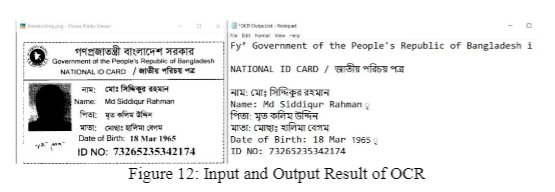 thresholding.png - Picasa Photo Viewer
গণপ্রজাতন্ত্রী বাংলাদেশ সরকার
Government of the People's Republic of Bangladesh
NATIONAL ID CARD / জাতীয় পরিচয় পত্র
নাম: মোঃ সিদ্দিকুর রহমান
Name: Md Siddiqur Rahman
পিতা: মৃত কলিম উদ্দিন
মাতা: মোছাঃ হালিমা বেগম
Date of Birth: 18 Mar 1965
ID NO: 73265235342174
*OCR Output.txt - Notepad
File Edit Format View Help
Fy' Government of the People's Republic of Bangladesh i
NATIONAL ID CARD / জাতীয় পরিচয় পত্র
নাম: মোঃ সিদ্দিকুর রহমান
Name: Md Siddiqur Rahman
পিতা: মৃত কলিম উদ্দিন
মাতা: মোছাঃ হালিমা বেগম
Date of Birth: 18 Mar 1965
ID NO: 73265235342174
Figure 12: Input and Output Result of OCR